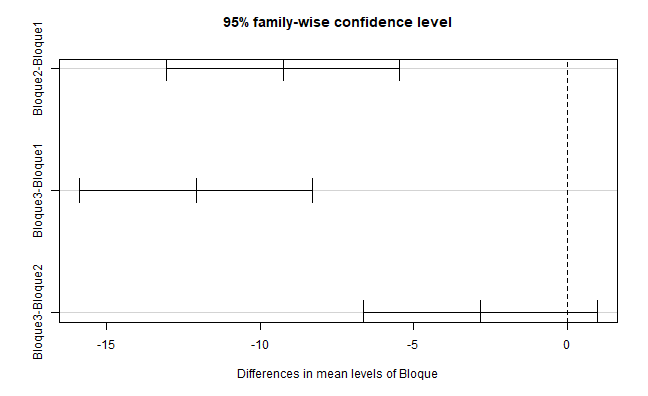 95% family-wise confidence level
Bloque2-Bloque1
Bloque3-Bloque1
Bloque3-Bloque2
-15 -10 -5 0
Differences in mean levels of Bloque